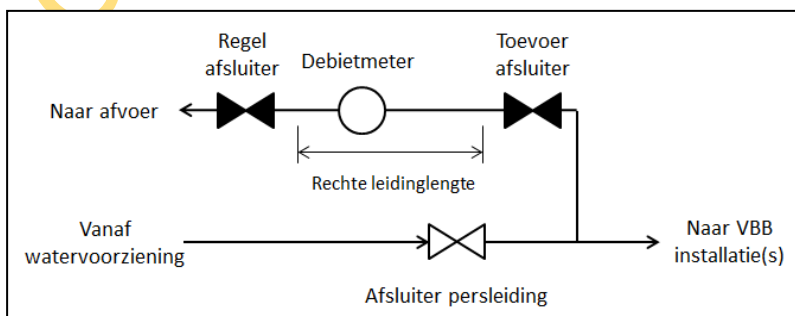 Regel
afsluiter
Debietmeter
Toevoer
afsluiter
Naar afvoer
Rechte leidinglengte
Vanaf
watervoorziening
Naar VBB
installatie(s)
Afsluiter persleiding